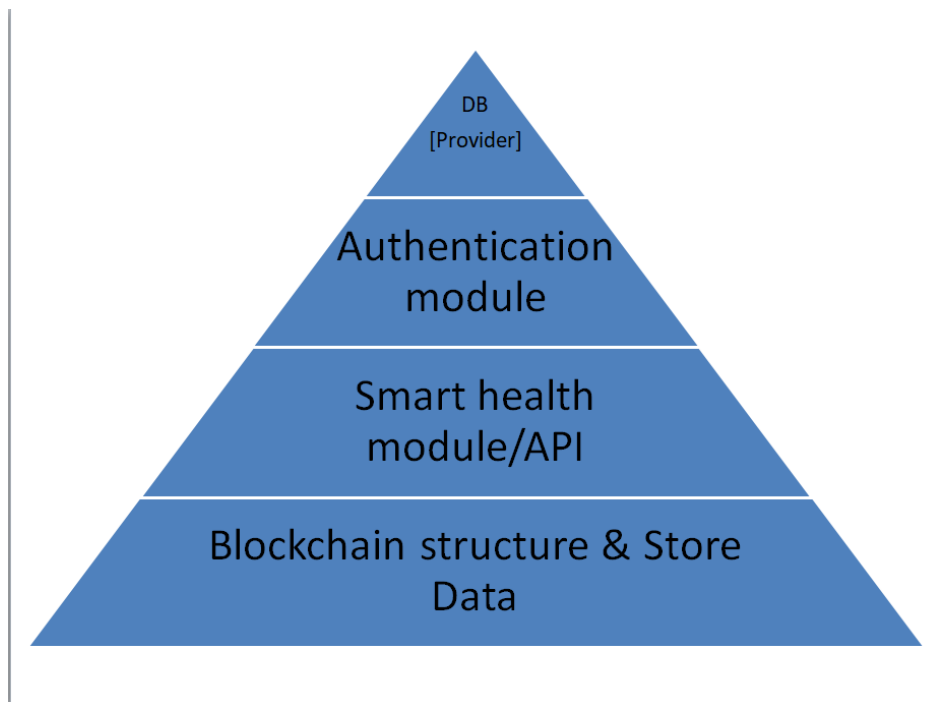 DB
[Provider]
Authentication
module
Smart health
module/API
Blockchain structure & Store
Data